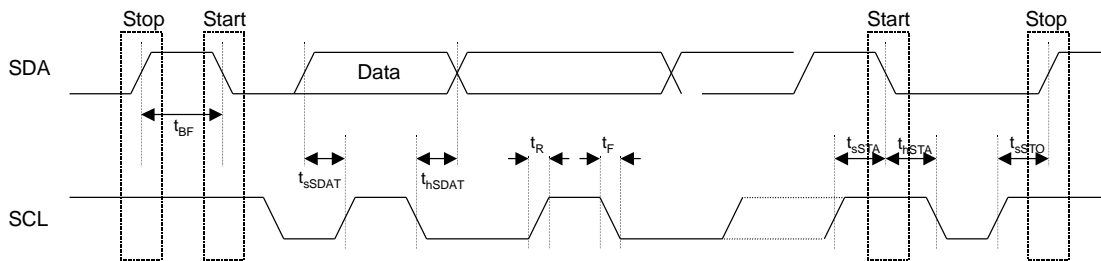 Stop Start Start Stop
SDA
Data
tBF
tR tF tsSTA thSTA tsSTO
tsSDAT thSDAT
SCL